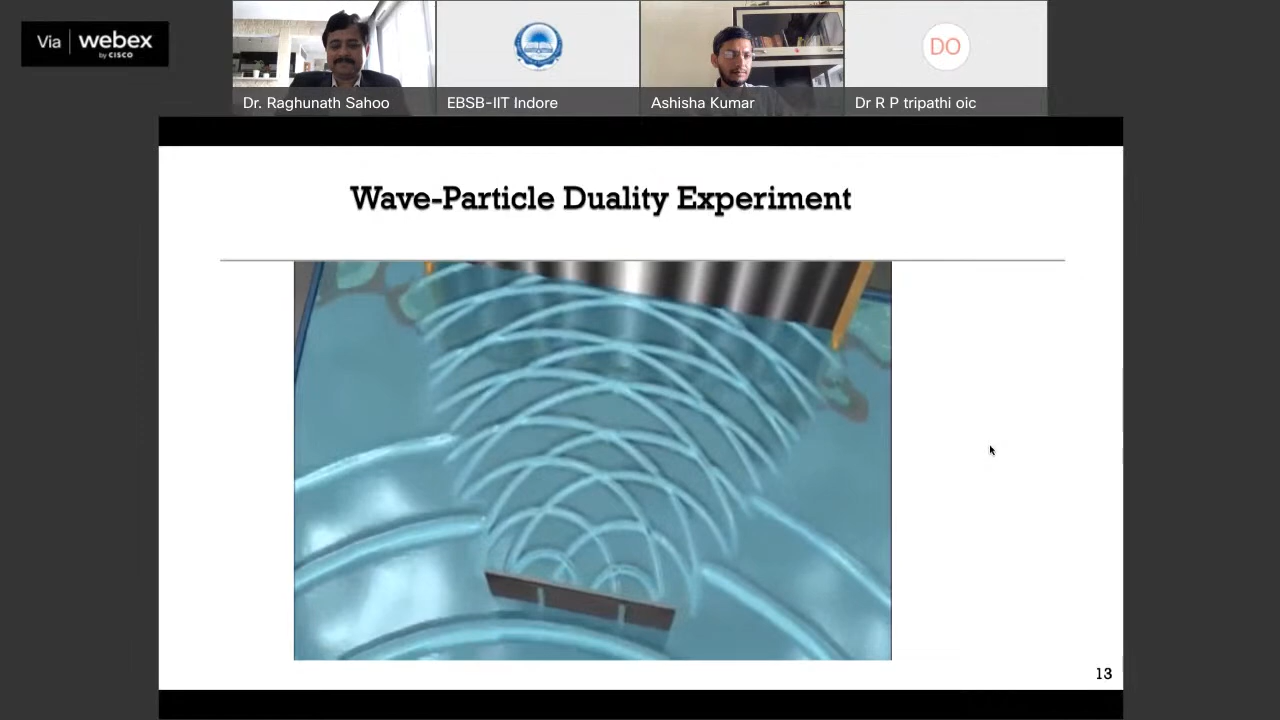 Via webex
by CISCO
Dr. Raghunath Sahoo
EBSB-IIT Indore
Ashisha Kumar
DO
Dr R P tripathi oic
Wave-Particle Duality Experiment
13